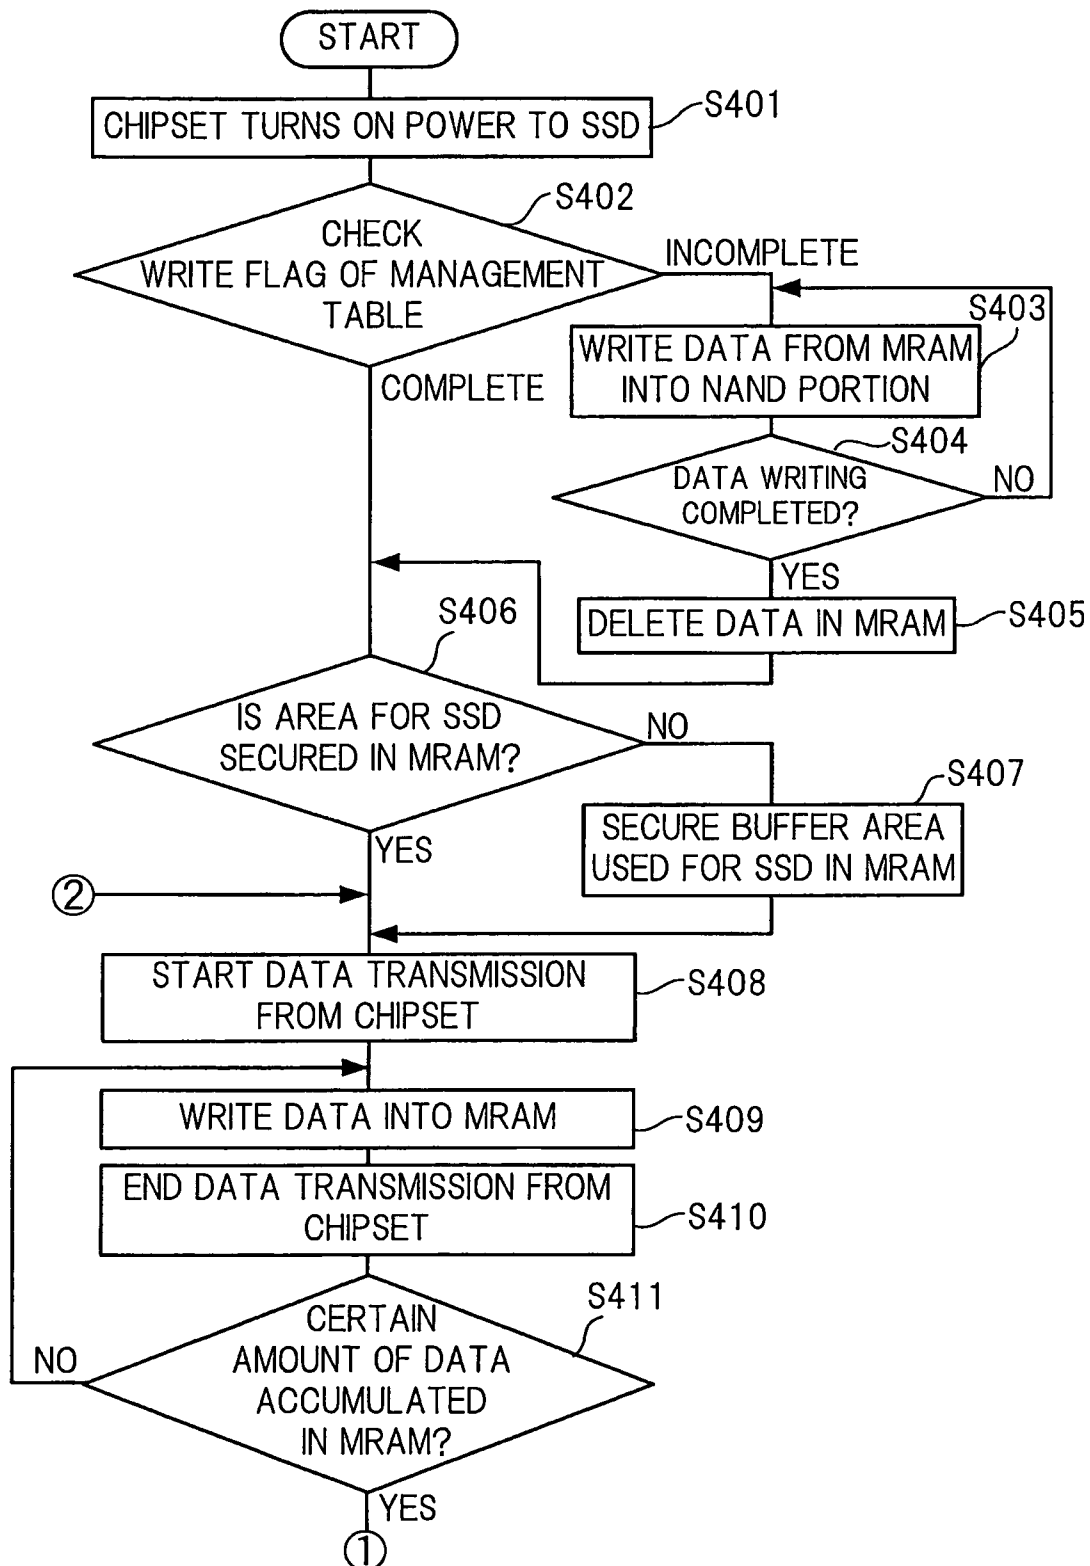 START
CHIPSET TURNS ON POWER TO SSD
S401
S402
CHECK
WRITE FLAG OF MANAGEMENT
TABLE
INCOMPLETE
COMPLETE
S403
WRITE DATA FROM MRAM
INTO NAND PORTION
S404
DATA WRITING
COMPLETED?
NO
YES
DELETE DATA IN MRAM
S405
S406
IS AREA FOR SSD
SECURED IN MRAM?
NO
YES
S407
SECURE BUFFER AREA
USED FOR SSD IN MRAM
②
START DATA TRANSMISSION
FROM CHIPSET
S408
WRITE DATA INTO MRAM
S409
END DATA TRANSMISSION FROM
CHIPSET
S410
S411
CERTAIN
AMOUNT OF DATA
ACCUMULATED
IN MRAM?
NO
YES
①